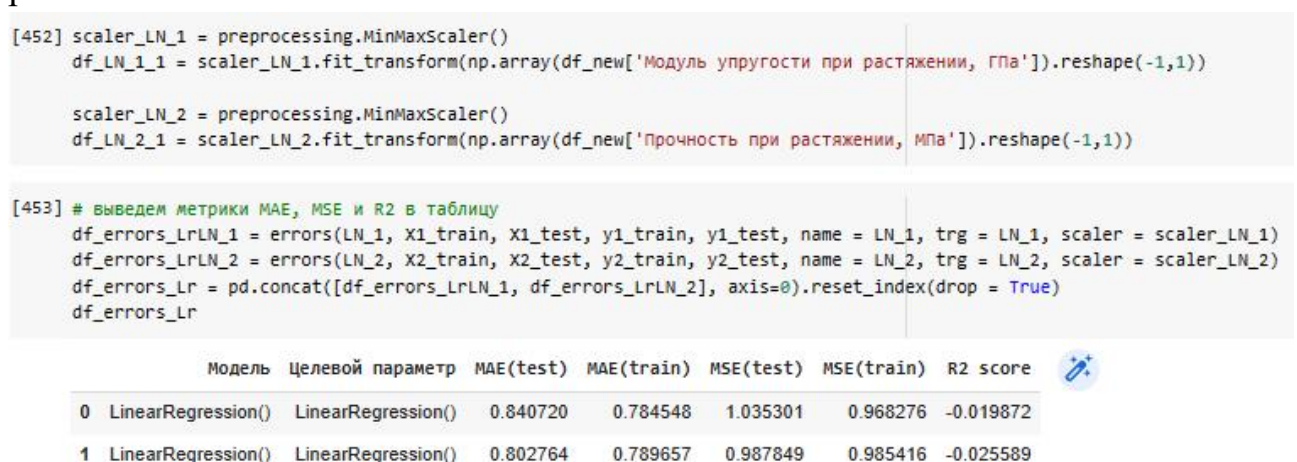 [452] scaler_LN_1 = preprocessing.MinMaxScaler()
df_LN_1_1 = scaler_LN_1.fit_transform(np.array(df_new['Модуль упругости при растяжении, ГПа']).reshape(-1,1))
scaler_LN_2 = preprocessing.MinMaxScaler()
df_LN_2_1 = scaler_LN_2.fit_transform(np.array(df_new['Прочность при растяжении, МПа']).reshape(-1,1))
[453] # выведем метрики MAE, MSE и R2 в таблицу
df_errors_LrLN_1 = errors(LN_1, X1_train, X1_test, y1_train, y1_test, name = LN_1, trg = LN_1, scaler = scaler_LN_1)
df_errors_LrLN_2 = errors(LN_2, X2_train, X2_test, y2_train, y2_test, name = LN_2, trg = LN_2, scaler = scaler_LN_2)
df_errors_Lr = pd.concat([df_errors_LrLN_1, df_errors_LrLN_2], axis=0).reset_index(drop = True)
df_errors_Lr
Модель Целевой параметр MAE(test) MAE(train) MSE(test) MSE(train) R2 score
0 LinearRegression() LinearRegression() 0.840720 0.784548 1.035301 0.968276 -0.019872
1 LinearRegression() LinearRegression() 0.802764 0.789657 0.987849 0.985416 -0.025589